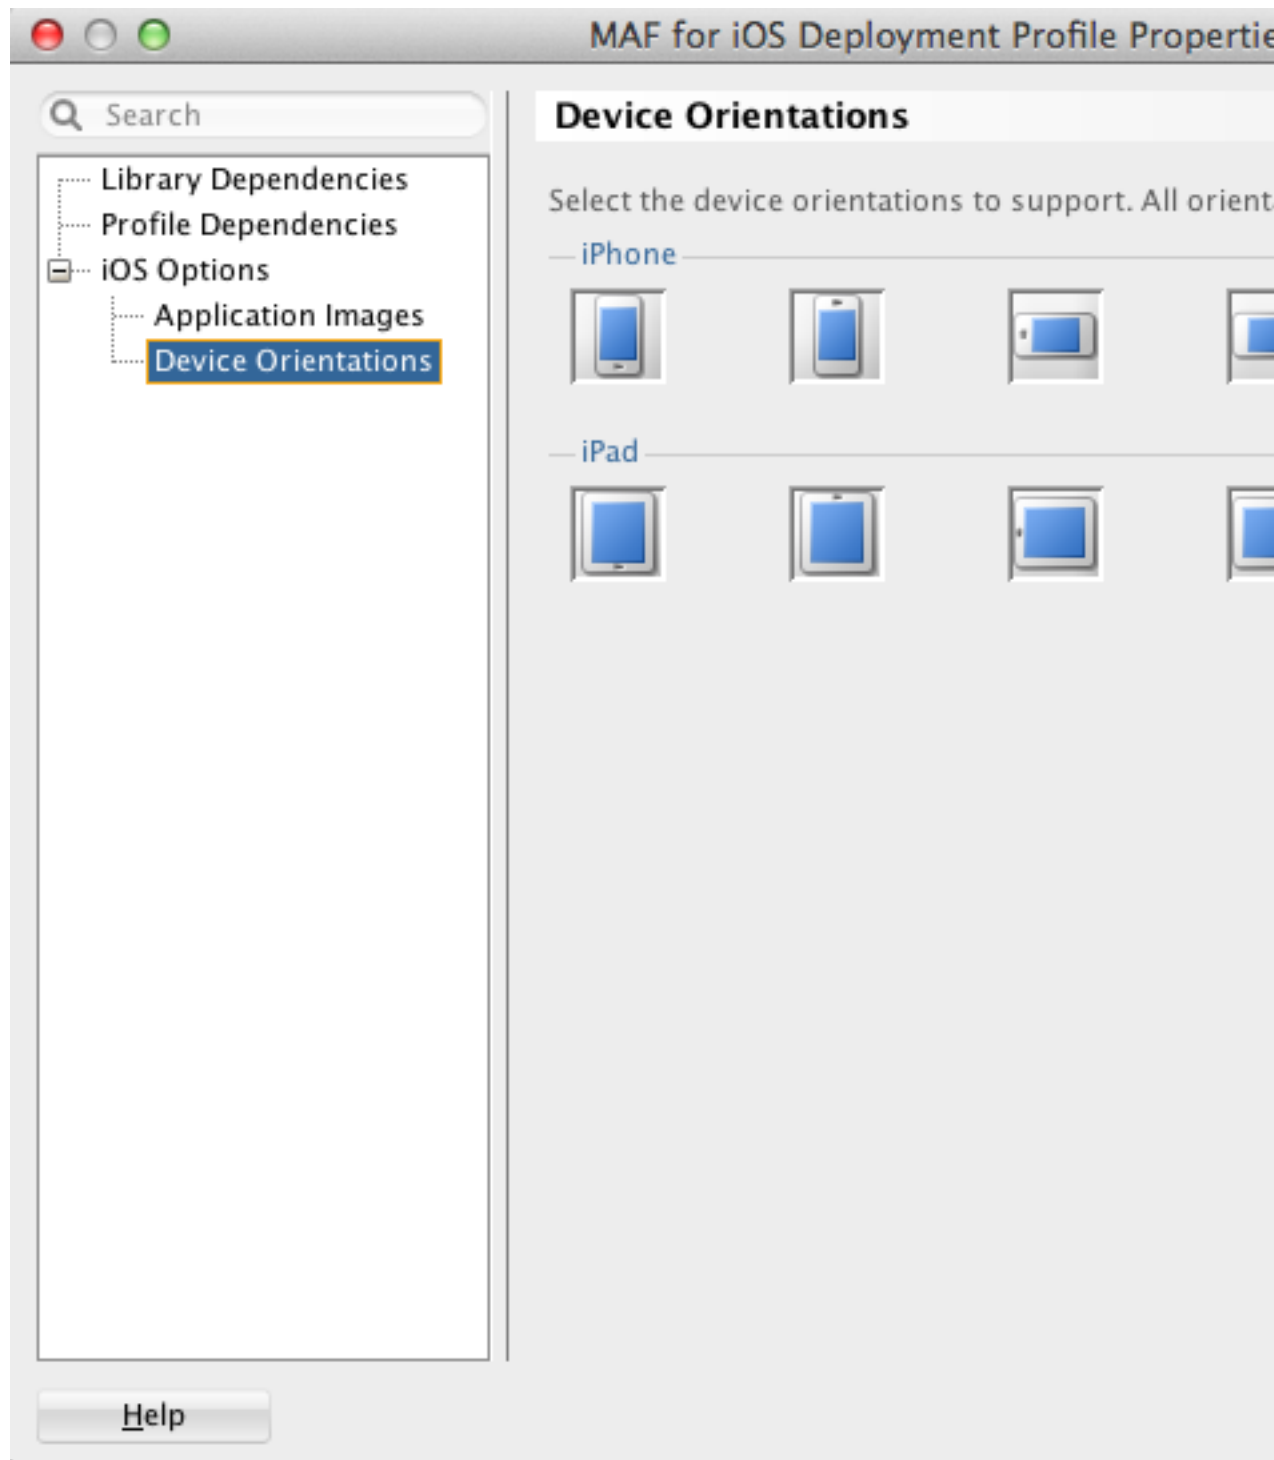 MAF for iOS Deployment Profile Propertie
Search
Library Dependencies
Profile Dependencies
iOS Options
Application Images
Device Orientations
Help
Device Orientations
Select the device orientations to support. All orient
iPhone
iPad